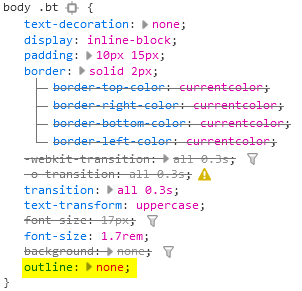 body .bt {
text-decoration: none;
display: inline-block;
padding: 10px 15px;
border: solid 2px;
border-top-color: currentcolor;
border-right-color: currentcolor;
border-bottom-color: currentcolor;
border-left-color: currentcolor;
-webkit-transition: all 0.3s;
-o-transition: all 0.3s;
transition: all 0.3s;
text-transform: uppercase;
font-size: 17px;
font-size: 1.7rem;
background: none;
outline: none;
}